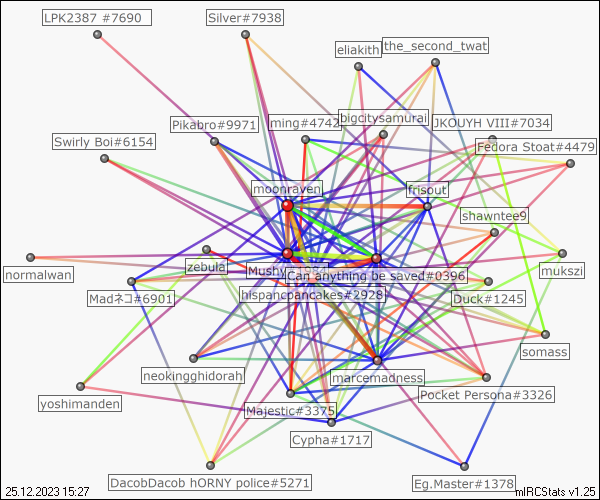 LPK2387 #7690
Silver#7938
eliakith
the_second_twat
Pikabro#9971
ming#4742
bigcitysamurai
JKOUYH VIII#7034
Swirly Boi#6154
Fedora Stoat#4479
moonraven
frisout
shawntee9
normalwan
zebula
Mushy
Can anything be saved#0396
mukszi
Madネコ#6901
hispancpancakes#2928
Duck#1245
neokingghidorah
marcemadness
somass
yoshimanden
Majestic#3375
Pocket Persona#3326
Cypha#1717
DacobDacob hORNY police#5271
Eg.Master#1378
25.12.2023 15:27
mIRCStats v1.25